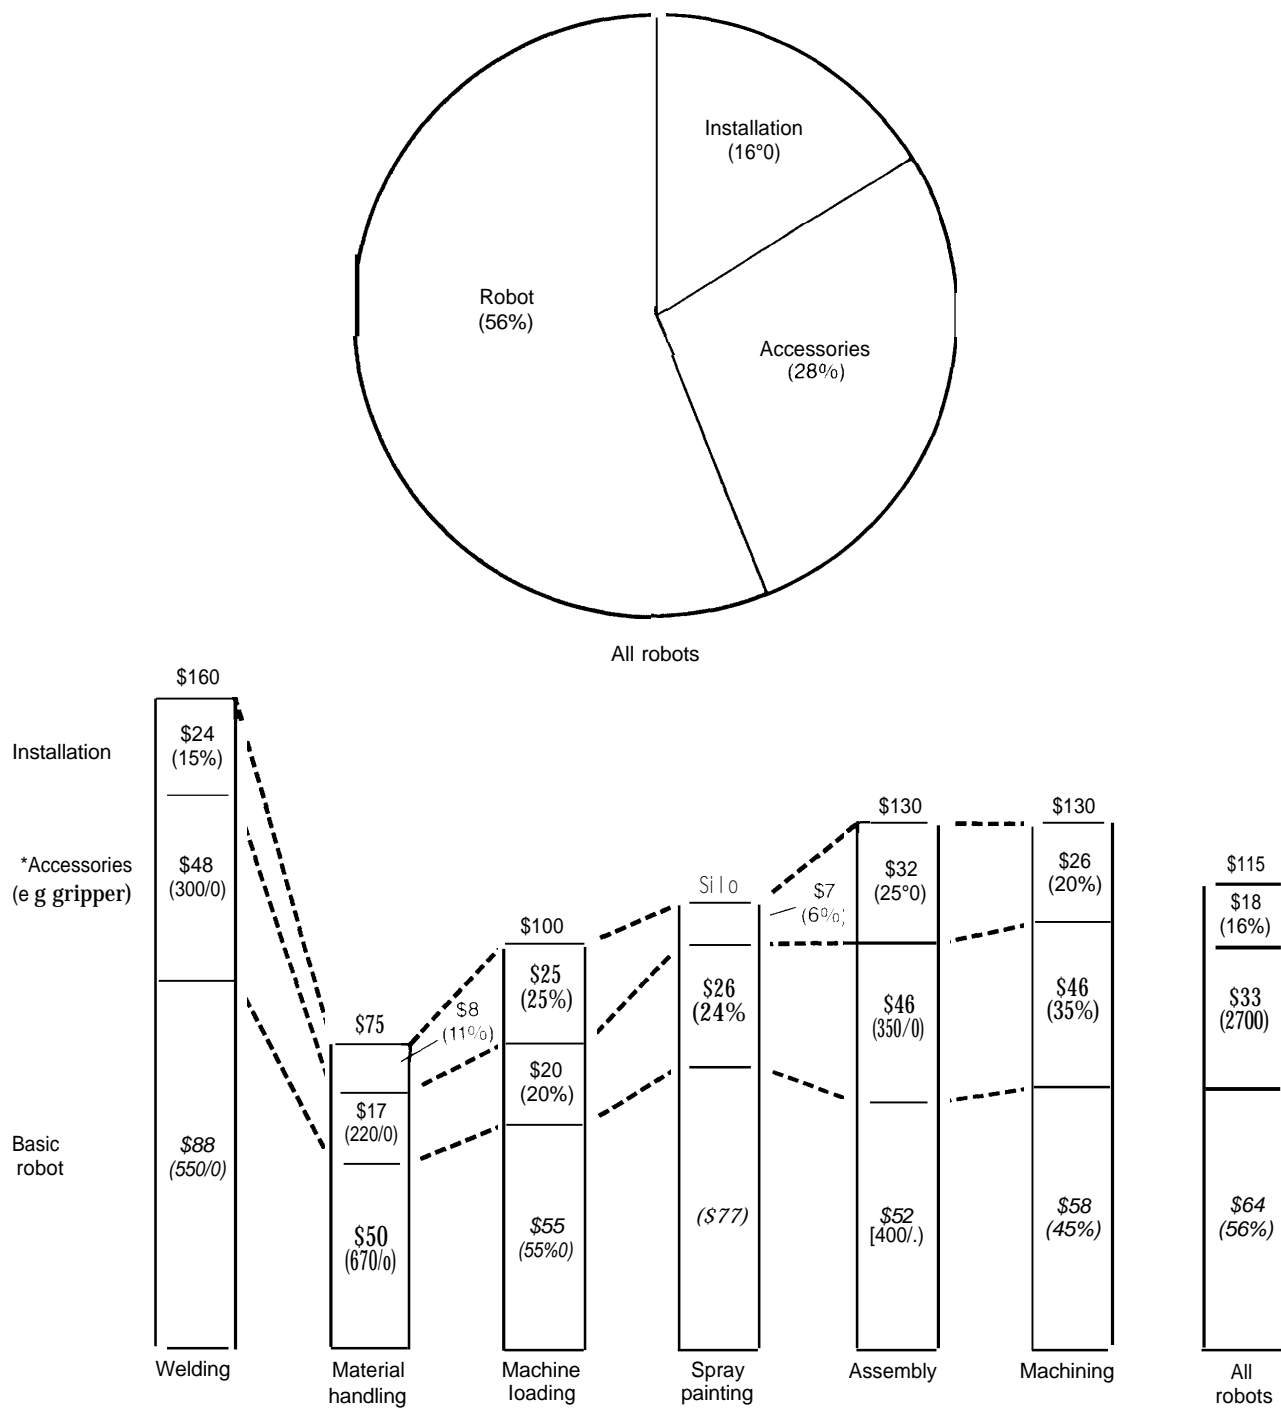 Installation
(16°0)
Robot
(56%)
Accessories
(28%)
All robots
$160
$24
(15%)
Installation
*Accessories
(e g gripper)
$48
(300/0)
Basic
robot
$88
(550/0)
Welding
$75
$8
(11%)
$17
(220/0)
$50
(670/0)
Material
handling
$100
$25
(25%)
$20
(20%)
$55
(55%0)
Machine
loading
Silo
$7
(6%)
$26
(24%
($77)
Spray
painting
$130
$32
(25°0)
$46
(350/0)
$52
[400/.)
Assembly
$130
$26
(20%)
$46
(35%)
$58
(45%)
Machining
$115
$18
(16%)
$33
(2700)
$64
(56%)
All
robots